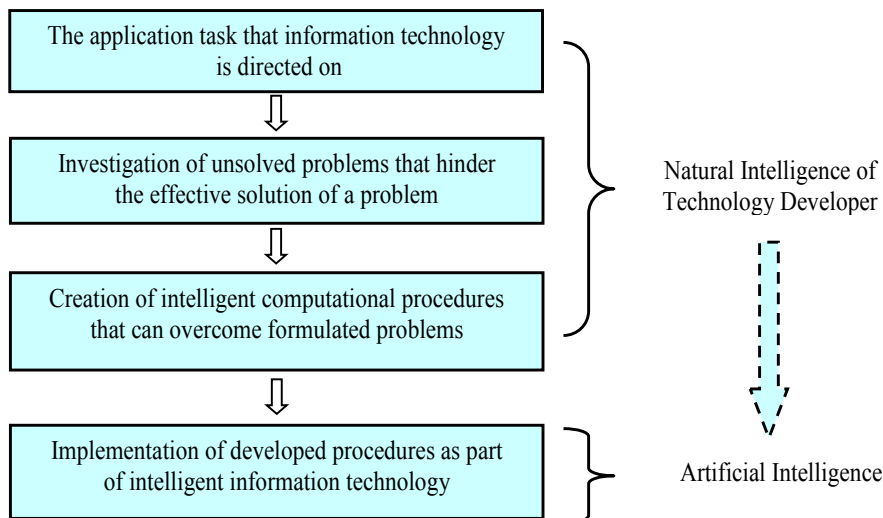 The application task that information technology
is directed on
Investigation of unsolved problems that hinder
the effective solution of a problem
Creation of intelligent computational procedures
that can overcome formulated problems
Implementation of developed procedures as part
of intelligent information technology
Natural Intelligence of
Technology Developer
Artificial Intelligence